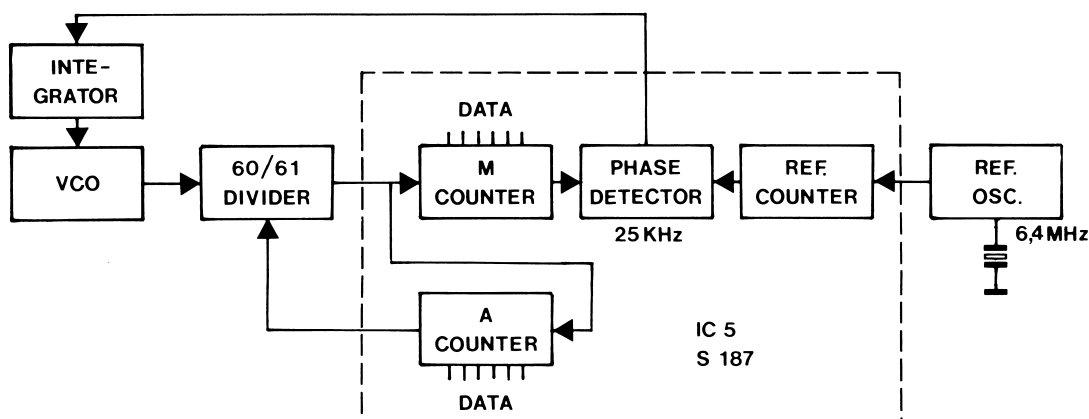 INTE-
GRATOR
VCO
60/61
DIVIDER
DATA
M
COUNTER
PHASE
DETECTOR
25 KHz
REF.
COUNTER
REF.
OSC.
6,4 MHz
A
COUNTER
DATA
IC 5
S 187